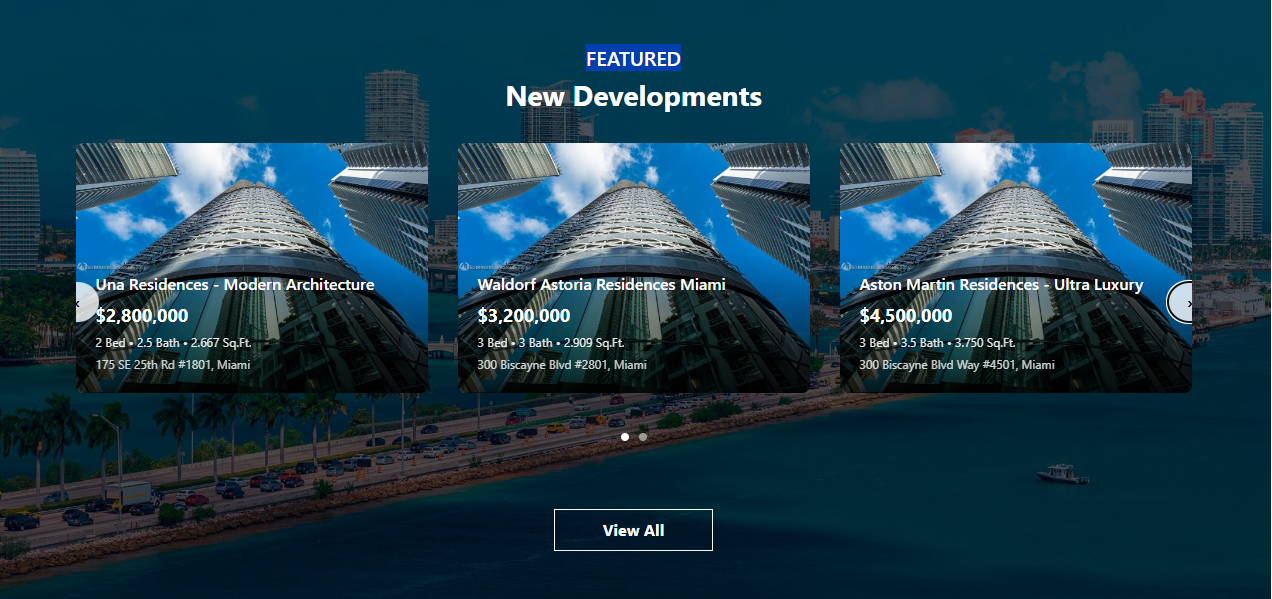 FEATURED
New Developments
Una Residences - Modern Architecture
$2,800,000
2 Bed • 2.5 Bath • 2.667 Sq.Ft.
175 SE 25th Rd #1801, Miami
Waldorf Astoria Residences Miami
$3,200,000
3 Bed • 3 Bath • 2.909 Sq.Ft.
300 Biscayne Blvd #2801, Miami
Aston Martin Residences - Ultra Luxury
$4,500,000
3 Bed • 3.5 Bath • 3.750 Sq.Ft.
300 Biscayne Blvd Way #4501, Miami
View All